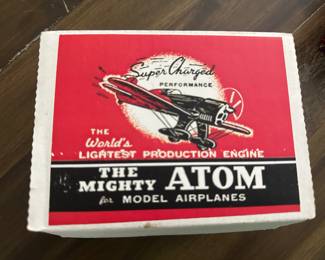 Super Charged
PERFORMANCE
THE
World's
LIGHTEST PRODUCTION ENGINE
THE
MIGHTY ATOM
for MODEL AIRPLANES